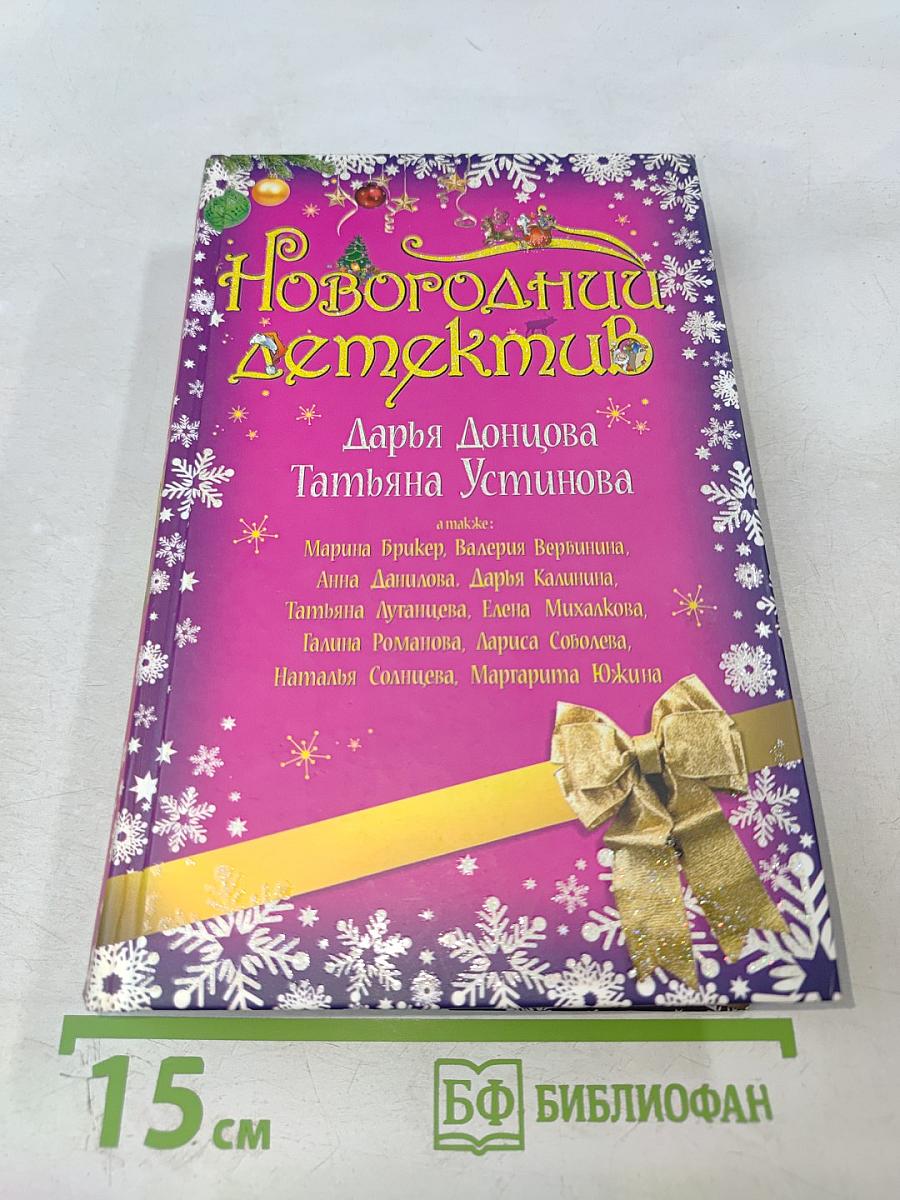 Новогодний
детектив
Дарья Донцова
Татьяна Устинова
а также:
Марина Брикер, Валерия Вербинина,
Анна Данилова, Дарья Калинина,
Татьяна Луганцева, Елена Михалкова,
Галина Романова, Лариса Соболева,
Наталья Солнцева, Маргарита Южина
15 см
БФ БИБЛИОФАН